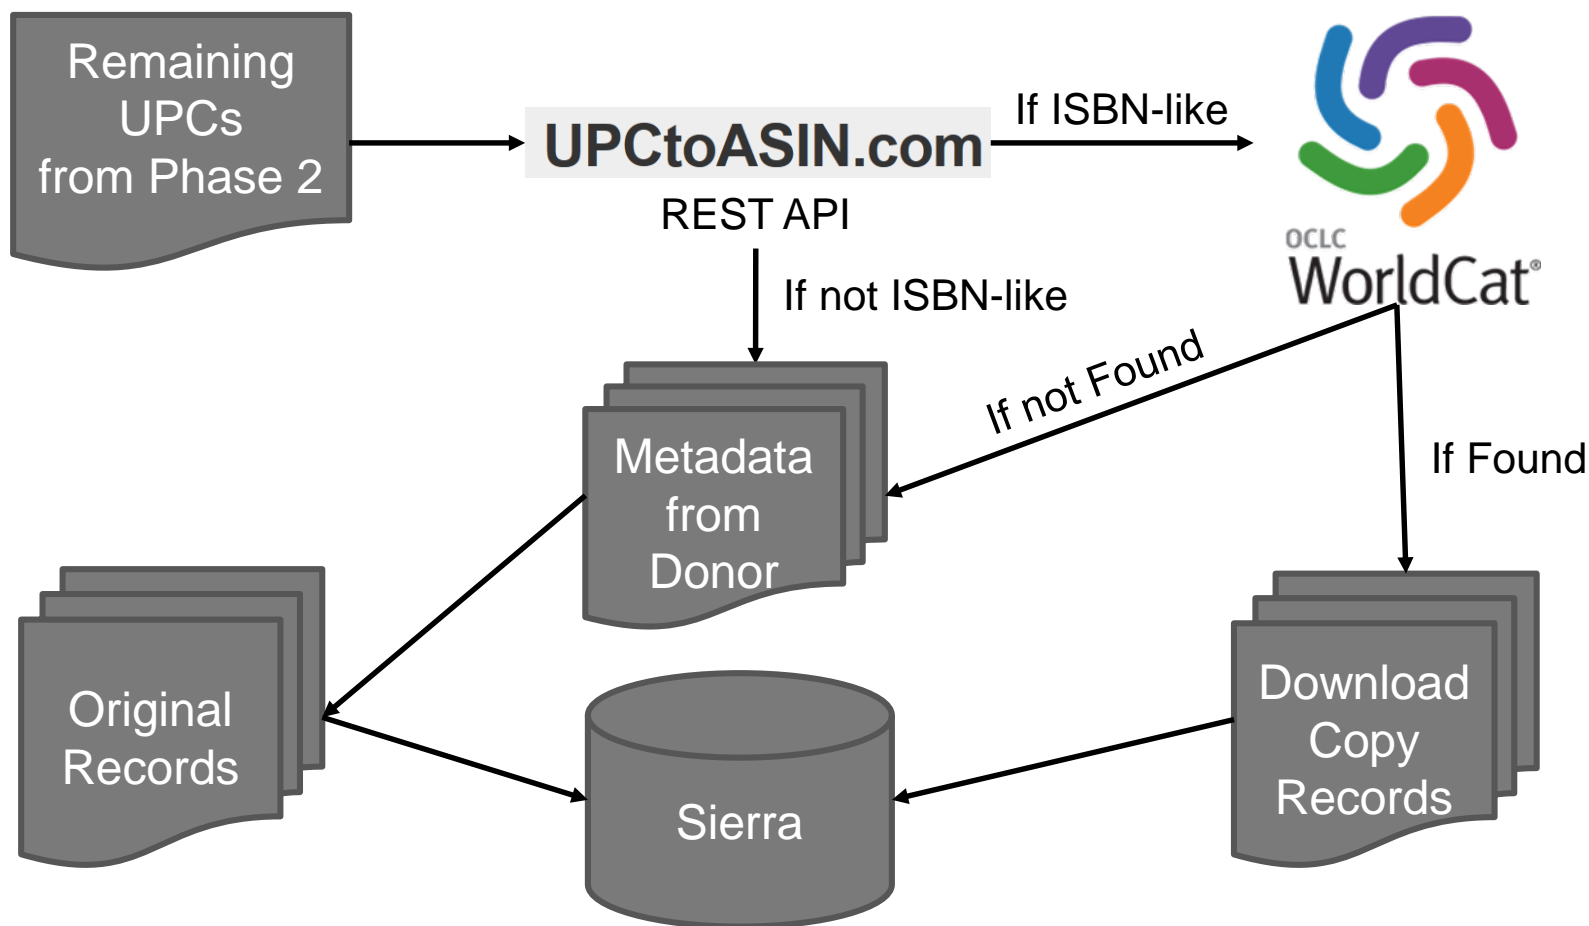 Remaining
UPCs
from Phase 2
UPCtoASIN.com
REST API
If ISBN-like
OCLC
WorldCat®
If not ISBN-like
If not Found
If Found
Metadata
from
Donor
Original
Records
Sierra
Download
Copy
Records